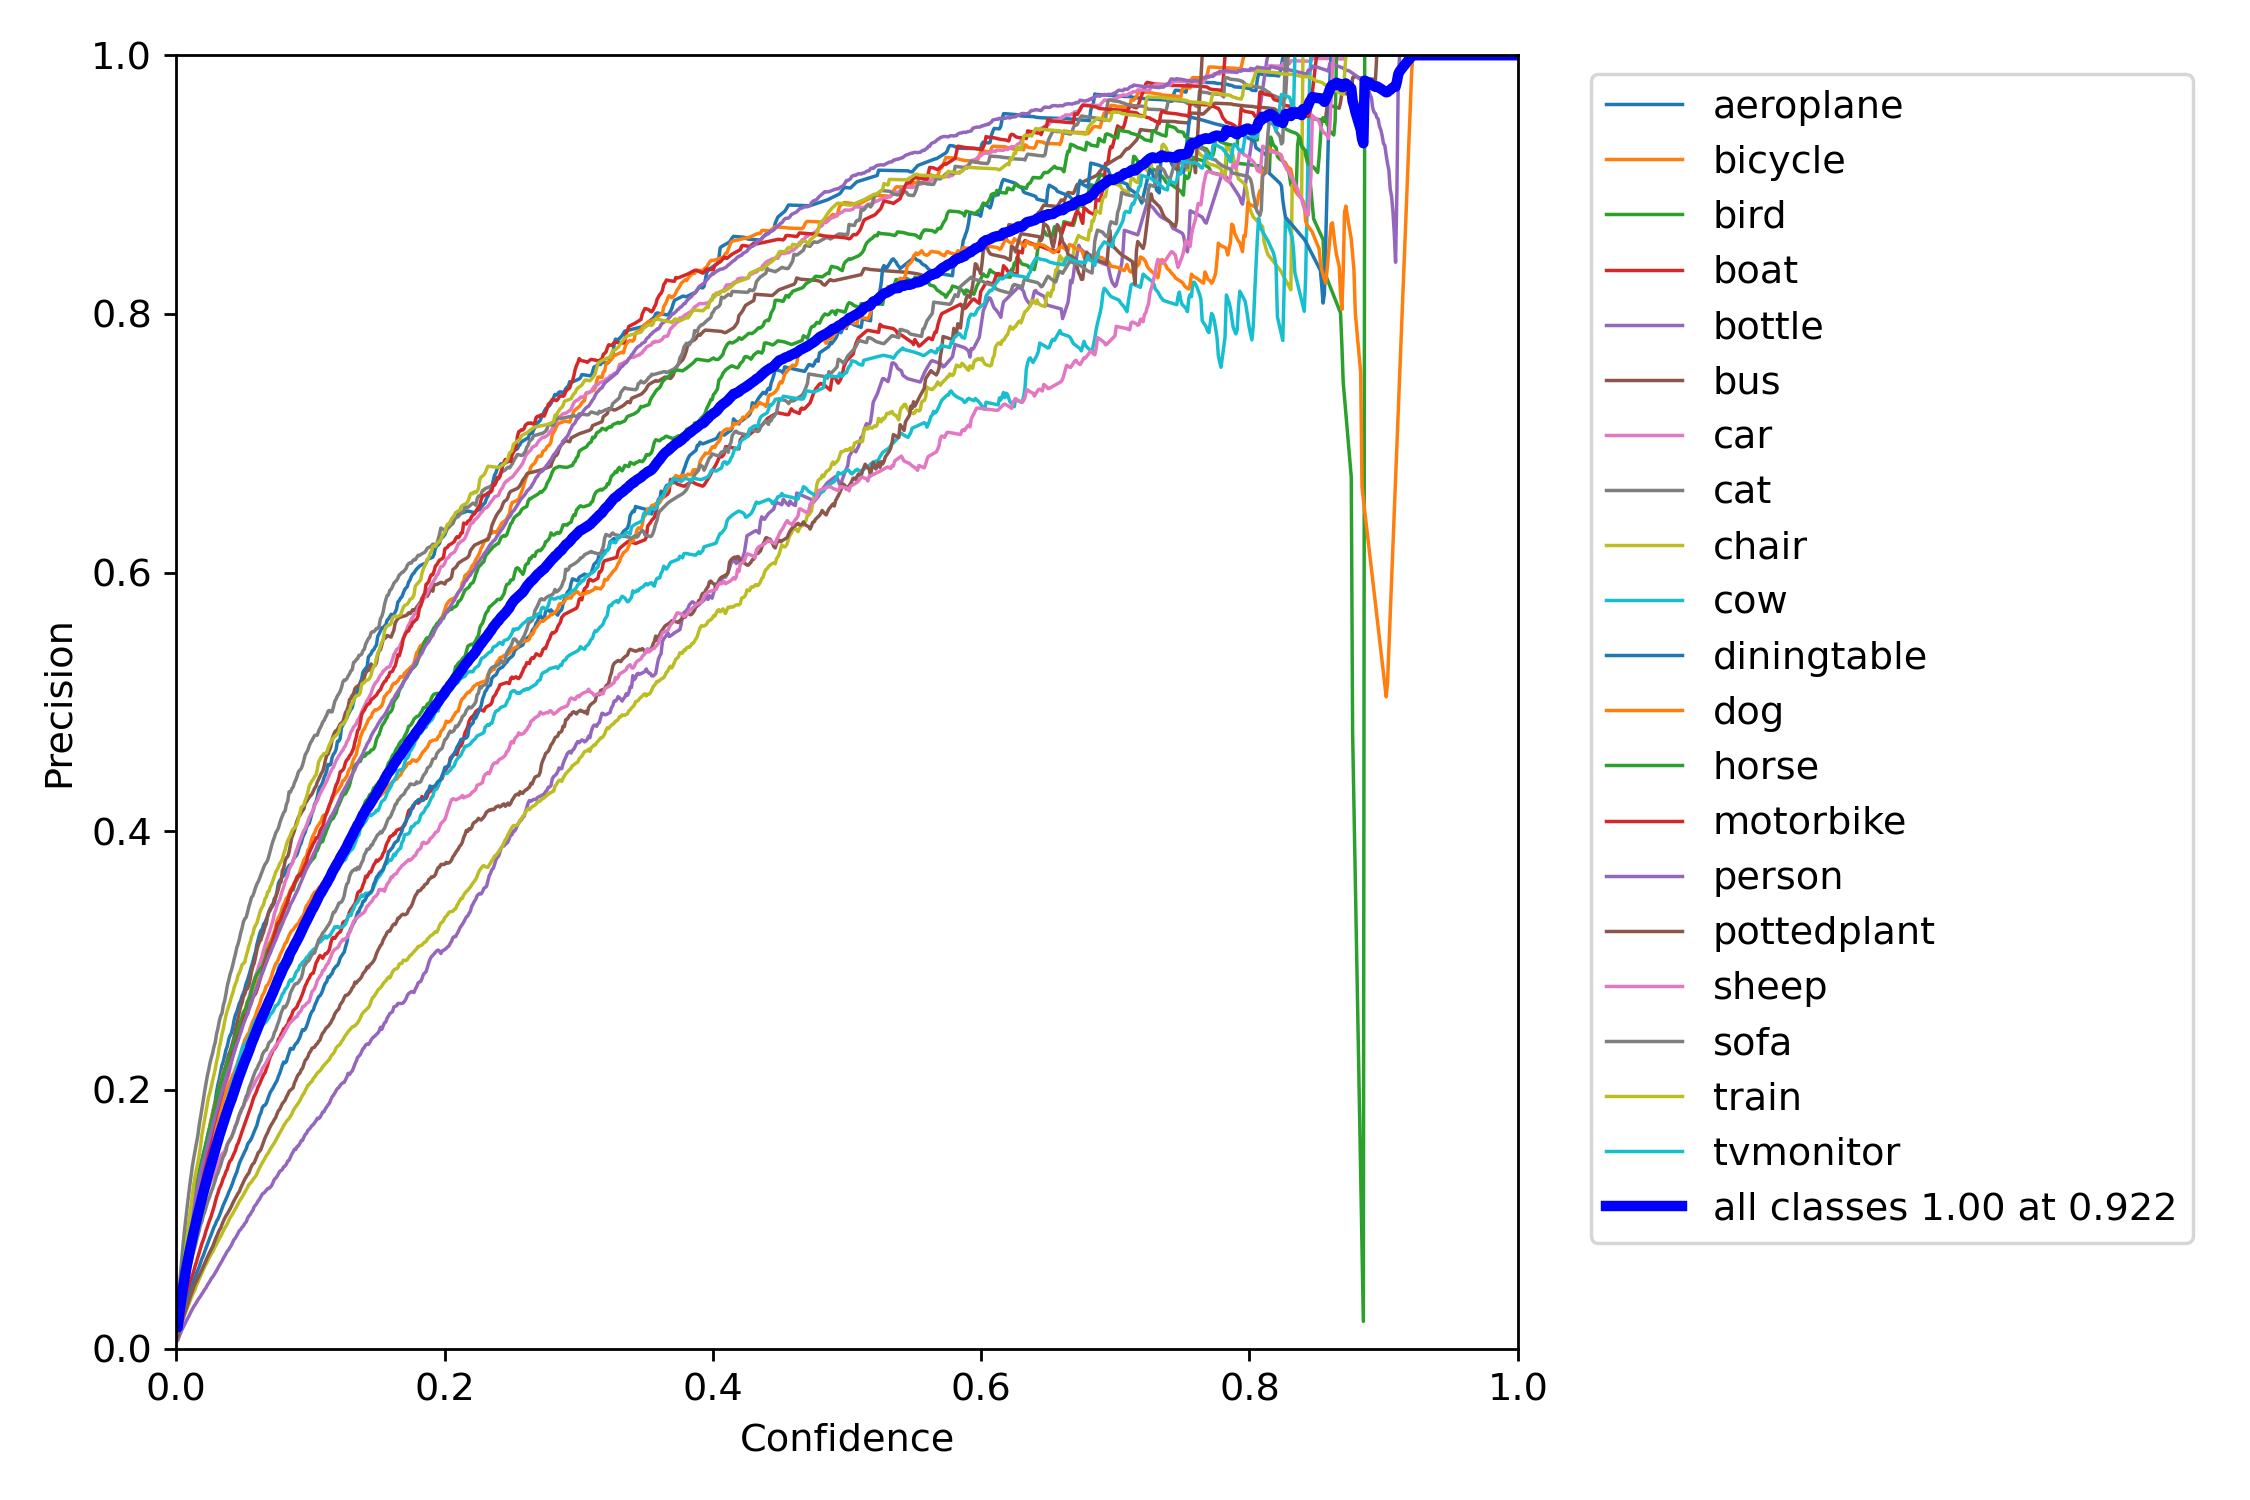 1.0
0.8
0.6
0.4
0.2
0.0
0.0 0.2 0.4 0.6 0.8 1.0
Precision
Confidence
aeroplane
bicycle
bird
boat
bottle
bus
car
cat
chair
cow
diningtable
dog
horse
motorbike
person
pottedplant
sheep
sofa
train
tvmonitor
all classes 1.00 at 0.922